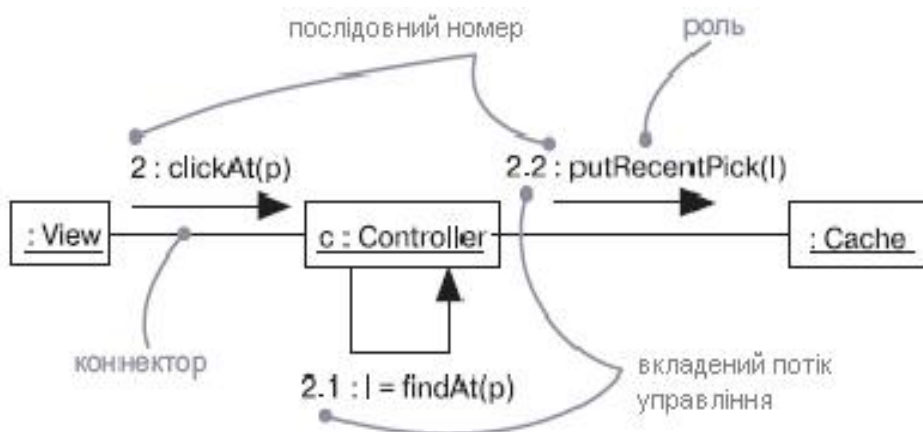 послідовний номер
роль
2 : clickAt(p)
2.2 : putRecentPick(l)
: View
c : Controller
: Cache
коннектор
2.1 : l = findAt(p)
вкладений потік
управління